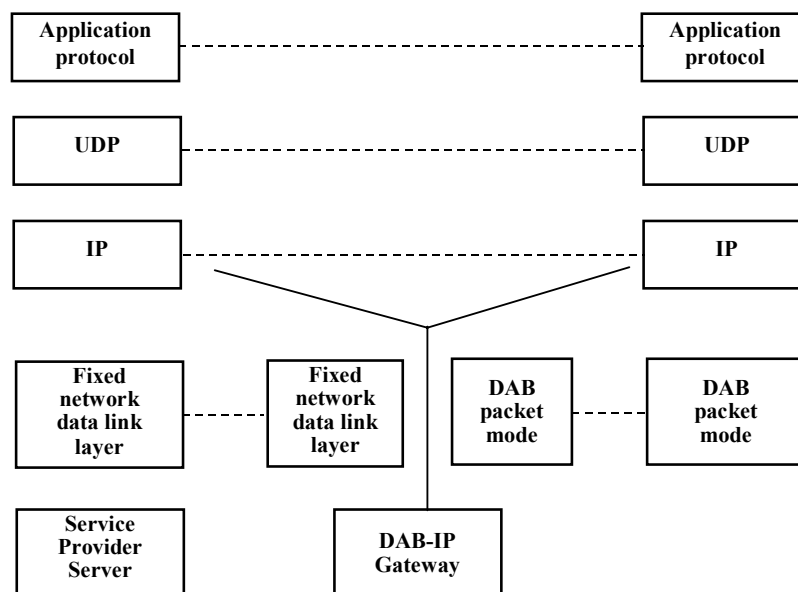 Application
protocol
Application
protocol
UDP
UDP
IP
IP
Fixed
network
data link
layer
Fixed
network
data link
layer
DAB
packet
mode
DAB
packet
mode
Service
Provider
Server
DAB-IP
Gateway